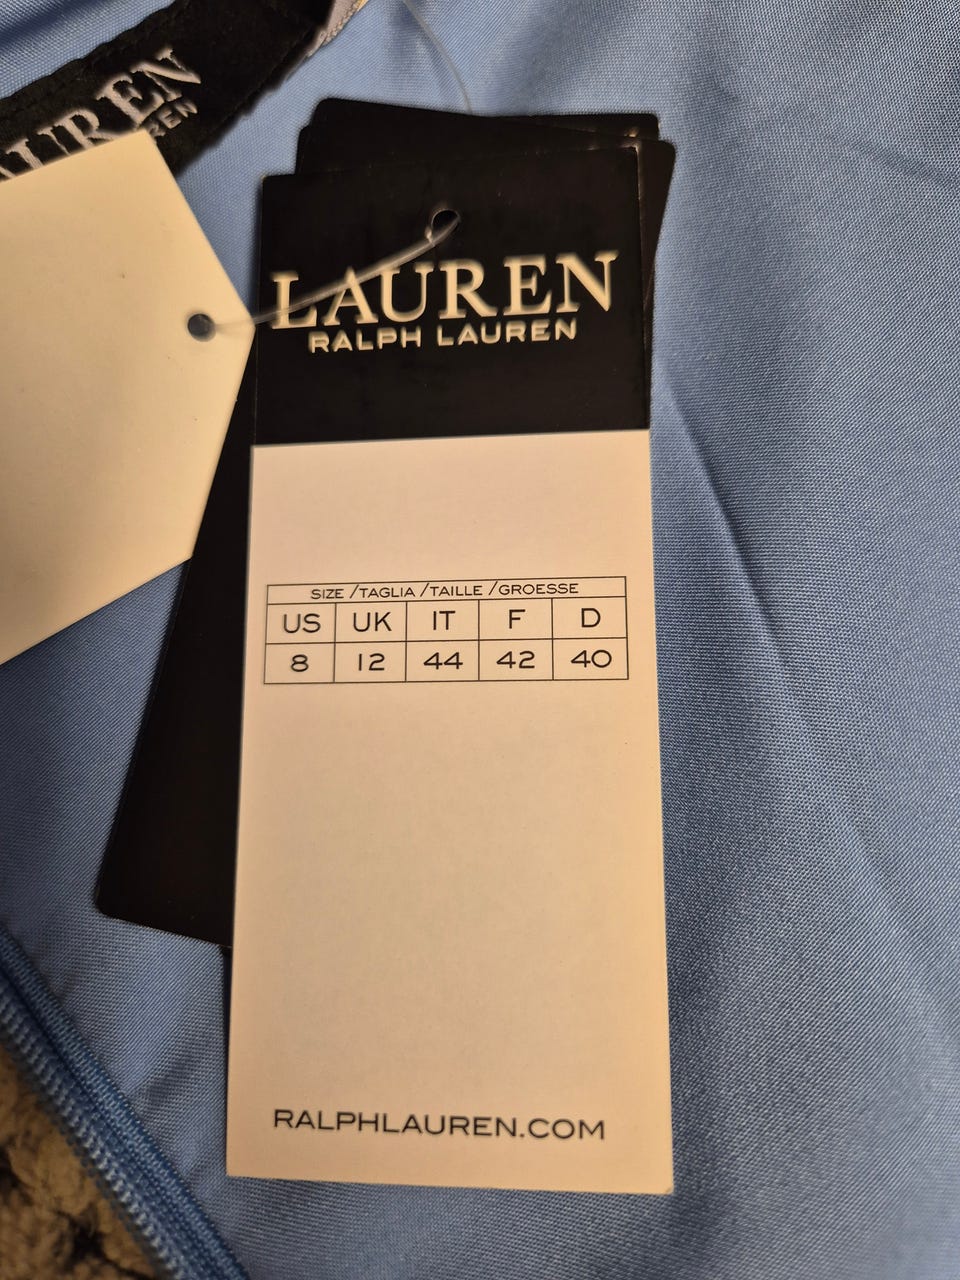 LAUREN
RALPH LAUREN
SIZE /TAGLIA /TAILLE /GROESSE
US UK IT F D
8 12 44 42 40
RALPHLAUREN.COM